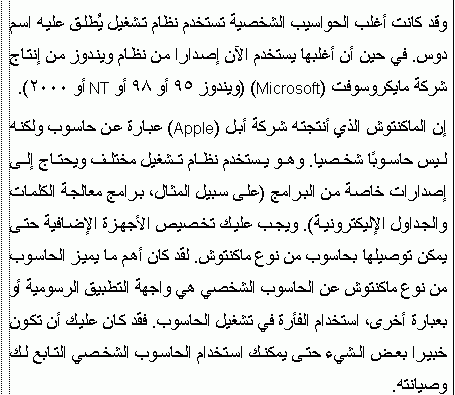 وقد كانت أغلب الحواسيب الشخصية تستخدم نظام تشغيل يُطلق عليه اسم
دوس. في حين أن أغلبها يستخدم الآن إصدارا من نظام ويندوز من إنتاج
شركة مايكروسوفت (Microsoft) (ويندوز ٩٥ أو ٩٨ أو NT أو ٢٠٠٠).
إن الماكنتوش الذي أنتجته شركة أبل (Apple) عبارة عن حاسوب ولكنه
ليس حاسوبًا شخصيا. وهو يستخدم نظام تشغيل مختلف ويحتاج إلى
إصدارات خاصة من البرامج (على سبيل المثال، برامج معالجة الكلمات
والجداول الإليكترونية). ويجب عليك تخصيص الأجهزة الإضافية حتى
يمكن توصيلها بحاسوب من نوع ماكنتوش. لقد كان أهم ما يميز الحاسوب
من نوع ماكنتوش عن الحاسوب الشخصي هي واجهة التطبيق الرسومية أو
بعبارة أخرى، استخدام الفأرة في تشغيل الحاسوب. فقد كان عليك أن تكون
خبيرا بعض الشيء حتى يمكنك استخدام الحاسوب الشخصي التابع لك
وصيانته.